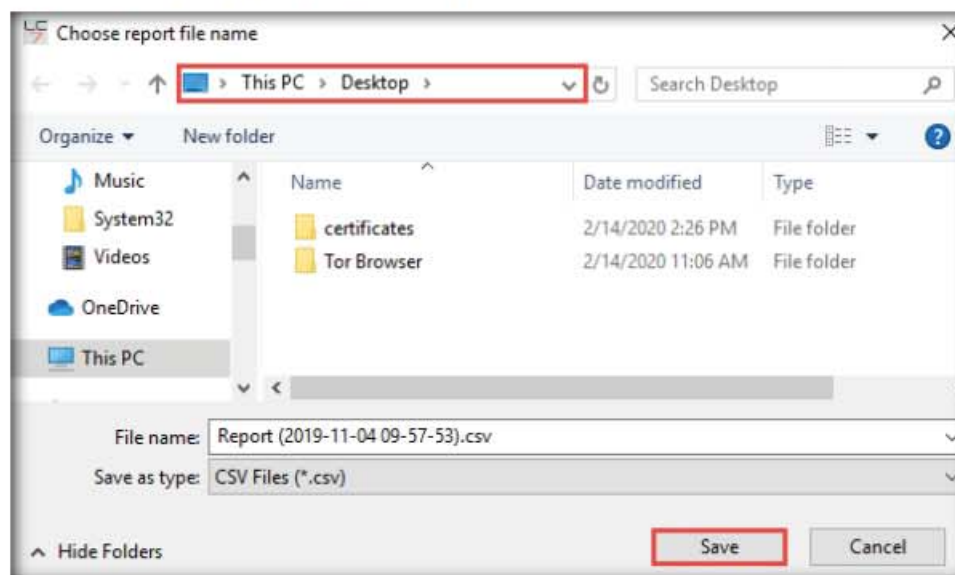 LC 7 Choose report file name
This PC > Desktop >
Search Desktop
Organize
New folder
?
Music
System32
Videos
OneDrive
This PC
Name
Date modified
Type
certificates
2/14/2020 2:26 PM
File folder
Tor Browser
2/14/2020 11:06 AM
File folder
File name: Report (2019-11-04 09-57-53).csv
Save as type: CSV Files (*.csv)
Hide Folders
Save
Cancel